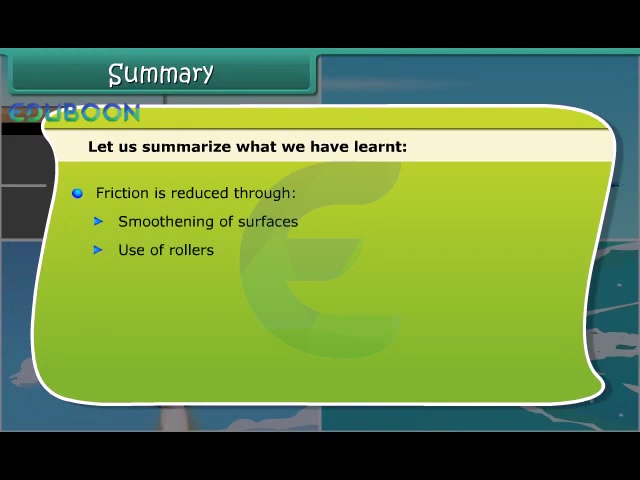 Summary
EDUBOON
Let us summarize what we have learnt:
Friction is reduced through:
Smoothening of surfaces
Use of rollers